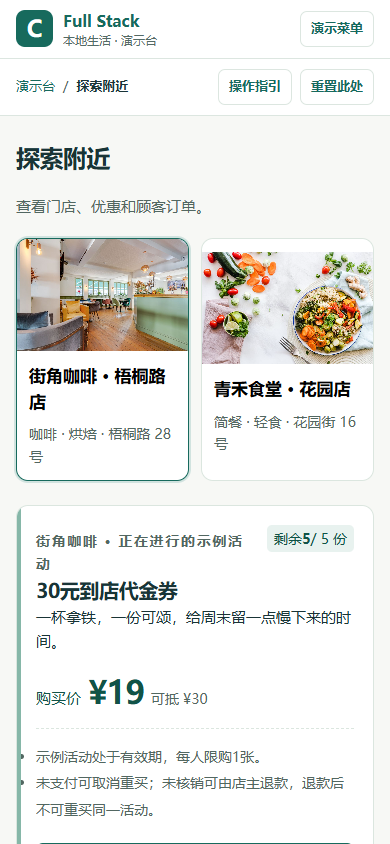 C
Full Stack
本地生活 · 演示台
演示菜单
演示台 / 探索附近
操作指引
重置此处
探索附近
查看门店、优惠和顾客订单。
街角咖啡 · 梧桐路
店
咖啡 · 烘焙 · 梧桐路 28
号
青禾食堂 · 花园店
简餐 · 轻食 · 花园街 16
号
街角咖啡 · 正在进行的示例活
动
剩余5/ 5 份
30元到店代金券
一杯拿铁，一份可颂，给周末留一点慢下来的时
间。
购买价 ¥19 可抵 ¥30
示例活动处于有效期，每人限购1张。
未支付可取消重买；未核销可由店主退款，退款后
不可重买同一活动。